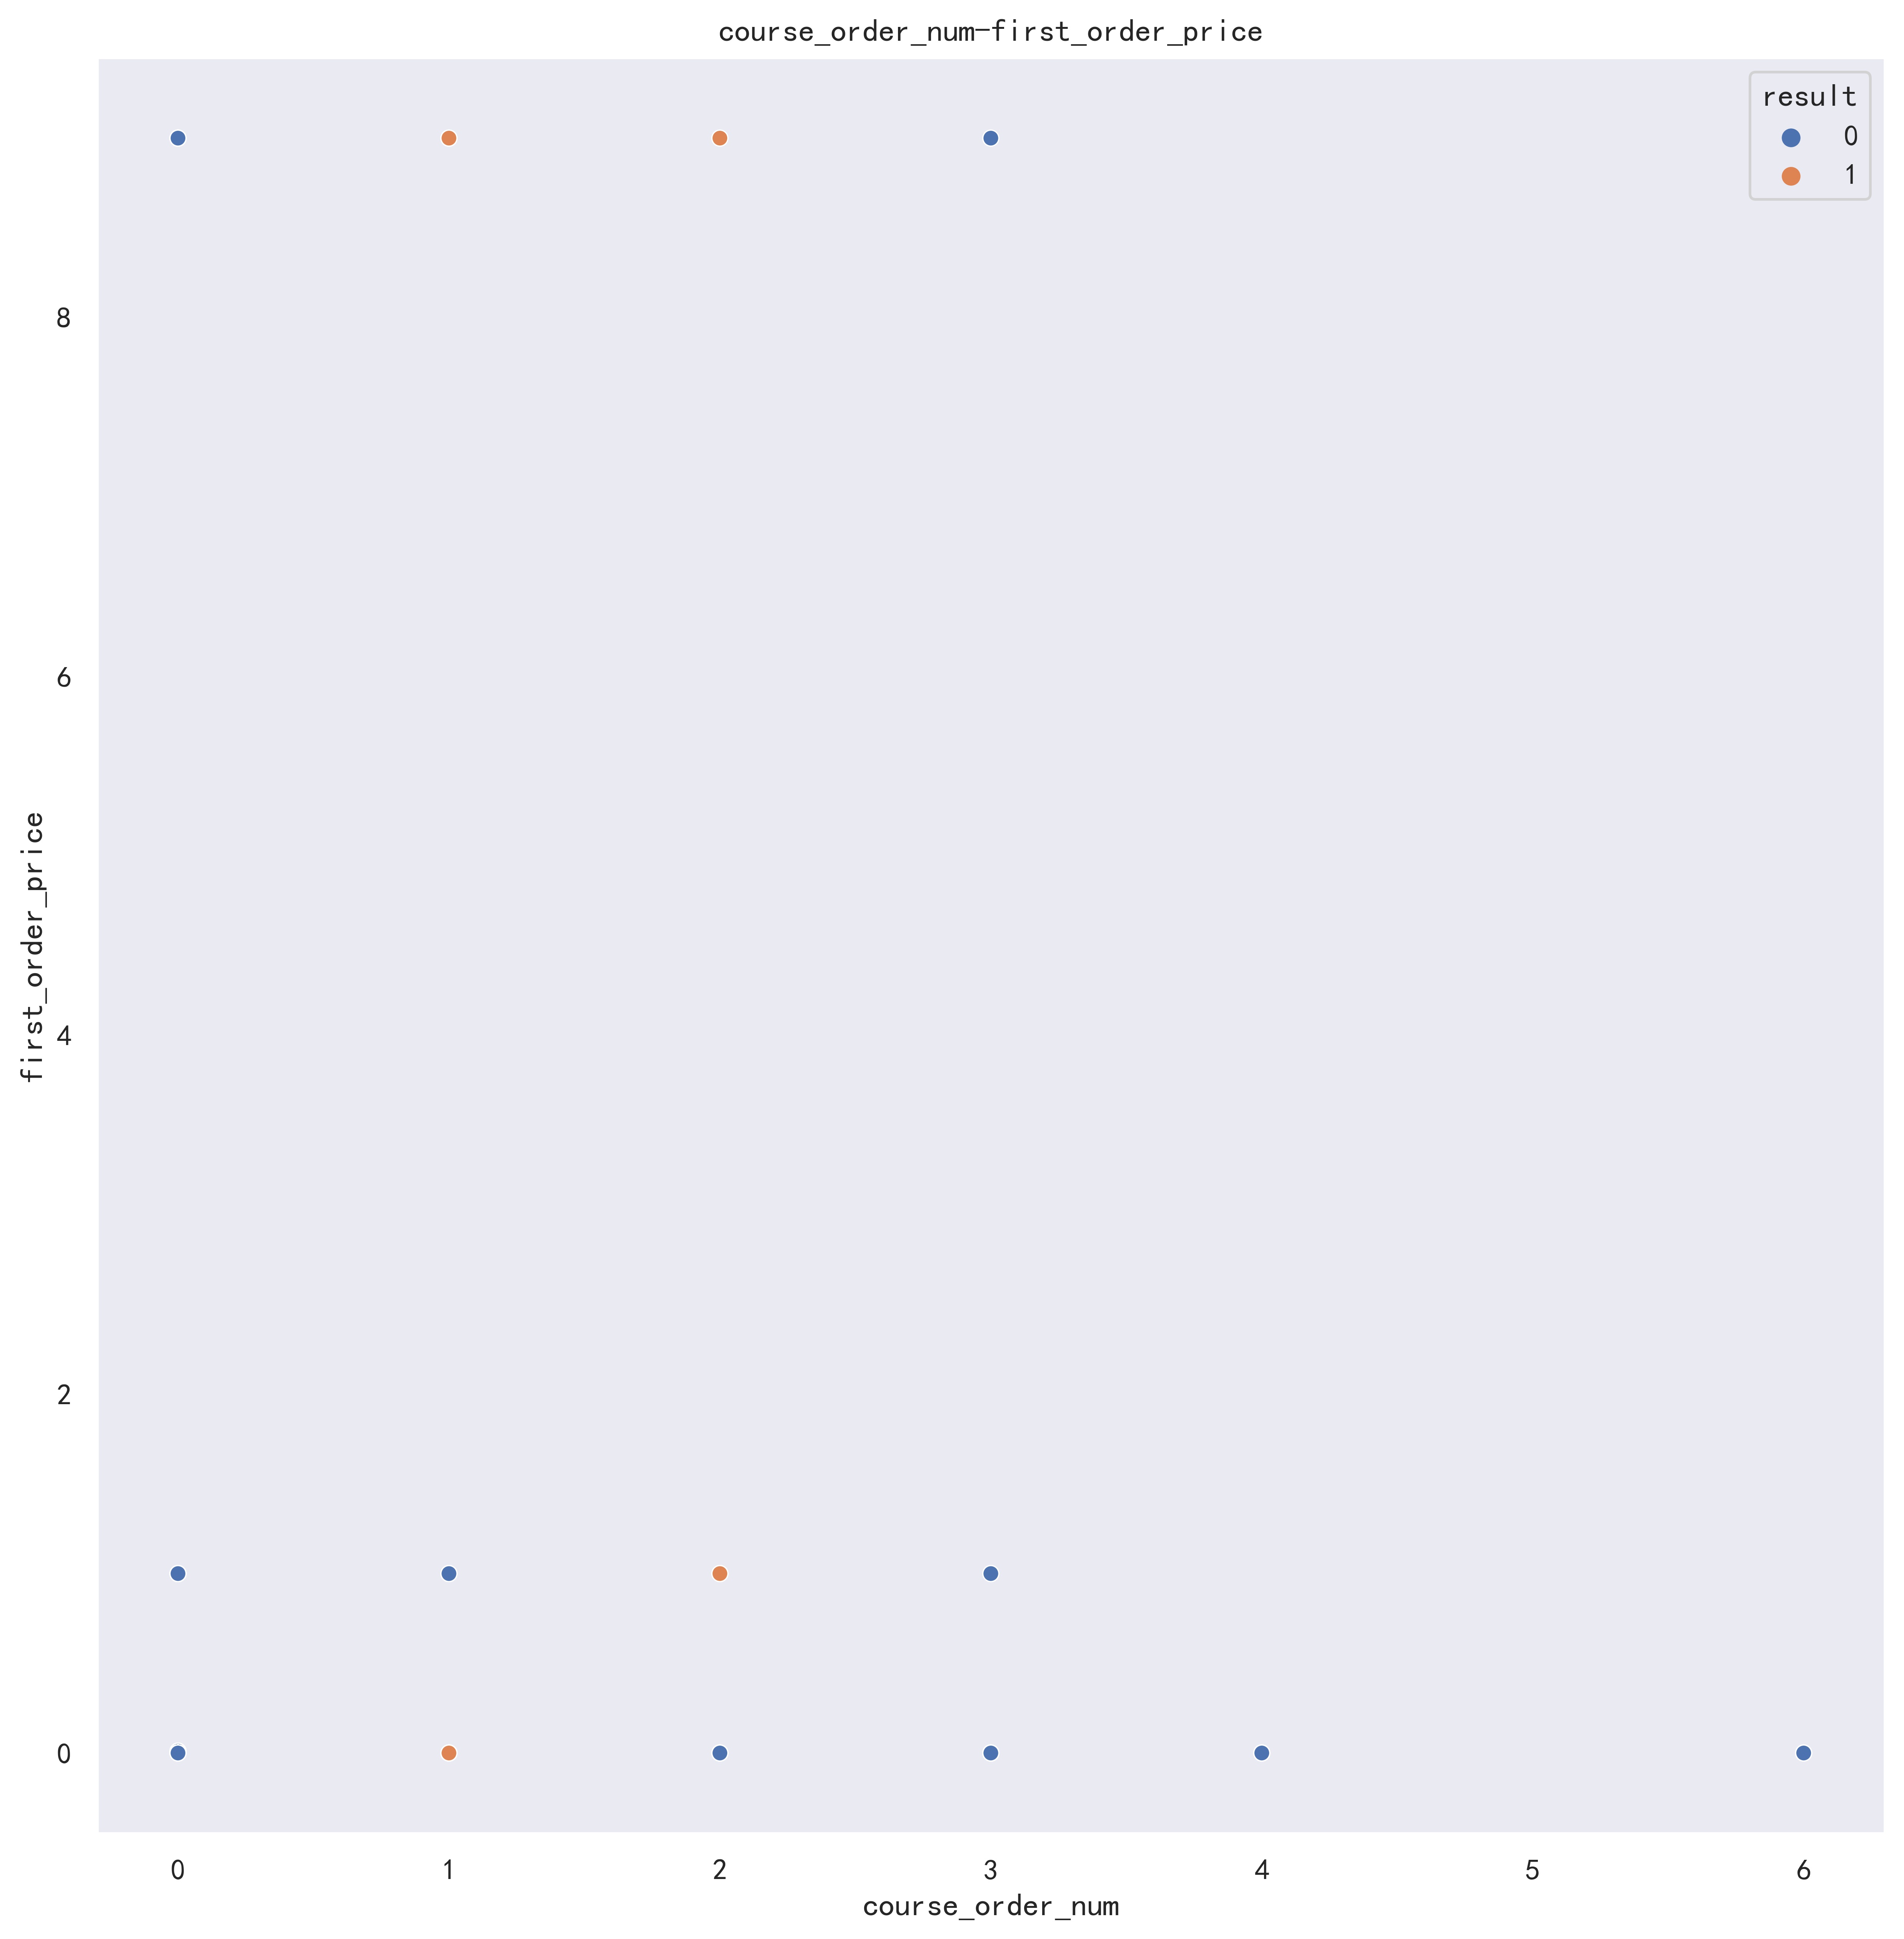 course_order_num-first_order_price
result
0
1
8
6
4
2
0
first_order_price
0 1 2 3 4 5 6
course_order_num